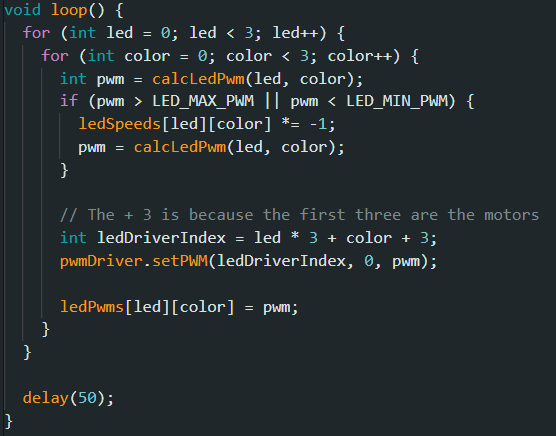 void loop() {
  for (int led = 0; led < 3; led++) {
    for (int color = 0; color < 3; color++) {
      int pwm = calcLedPwm(led, color);
      if (pwm > LED_MAX_PWM || pwm < LED_MIN_PWM) {
        ledSpeeds[led][color] *= -1;
        pwm = calcLedPwm(led, color);
      }

      // The + 3 is because the first three are the motors
      int ledDriverIndex = led * 3 + color + 3;
      pwmDriver.setPWM(ledDriverIndex, 0, pwm);

      ledPwms[led][color] = pwm;
    }
  }

  delay(50);
}